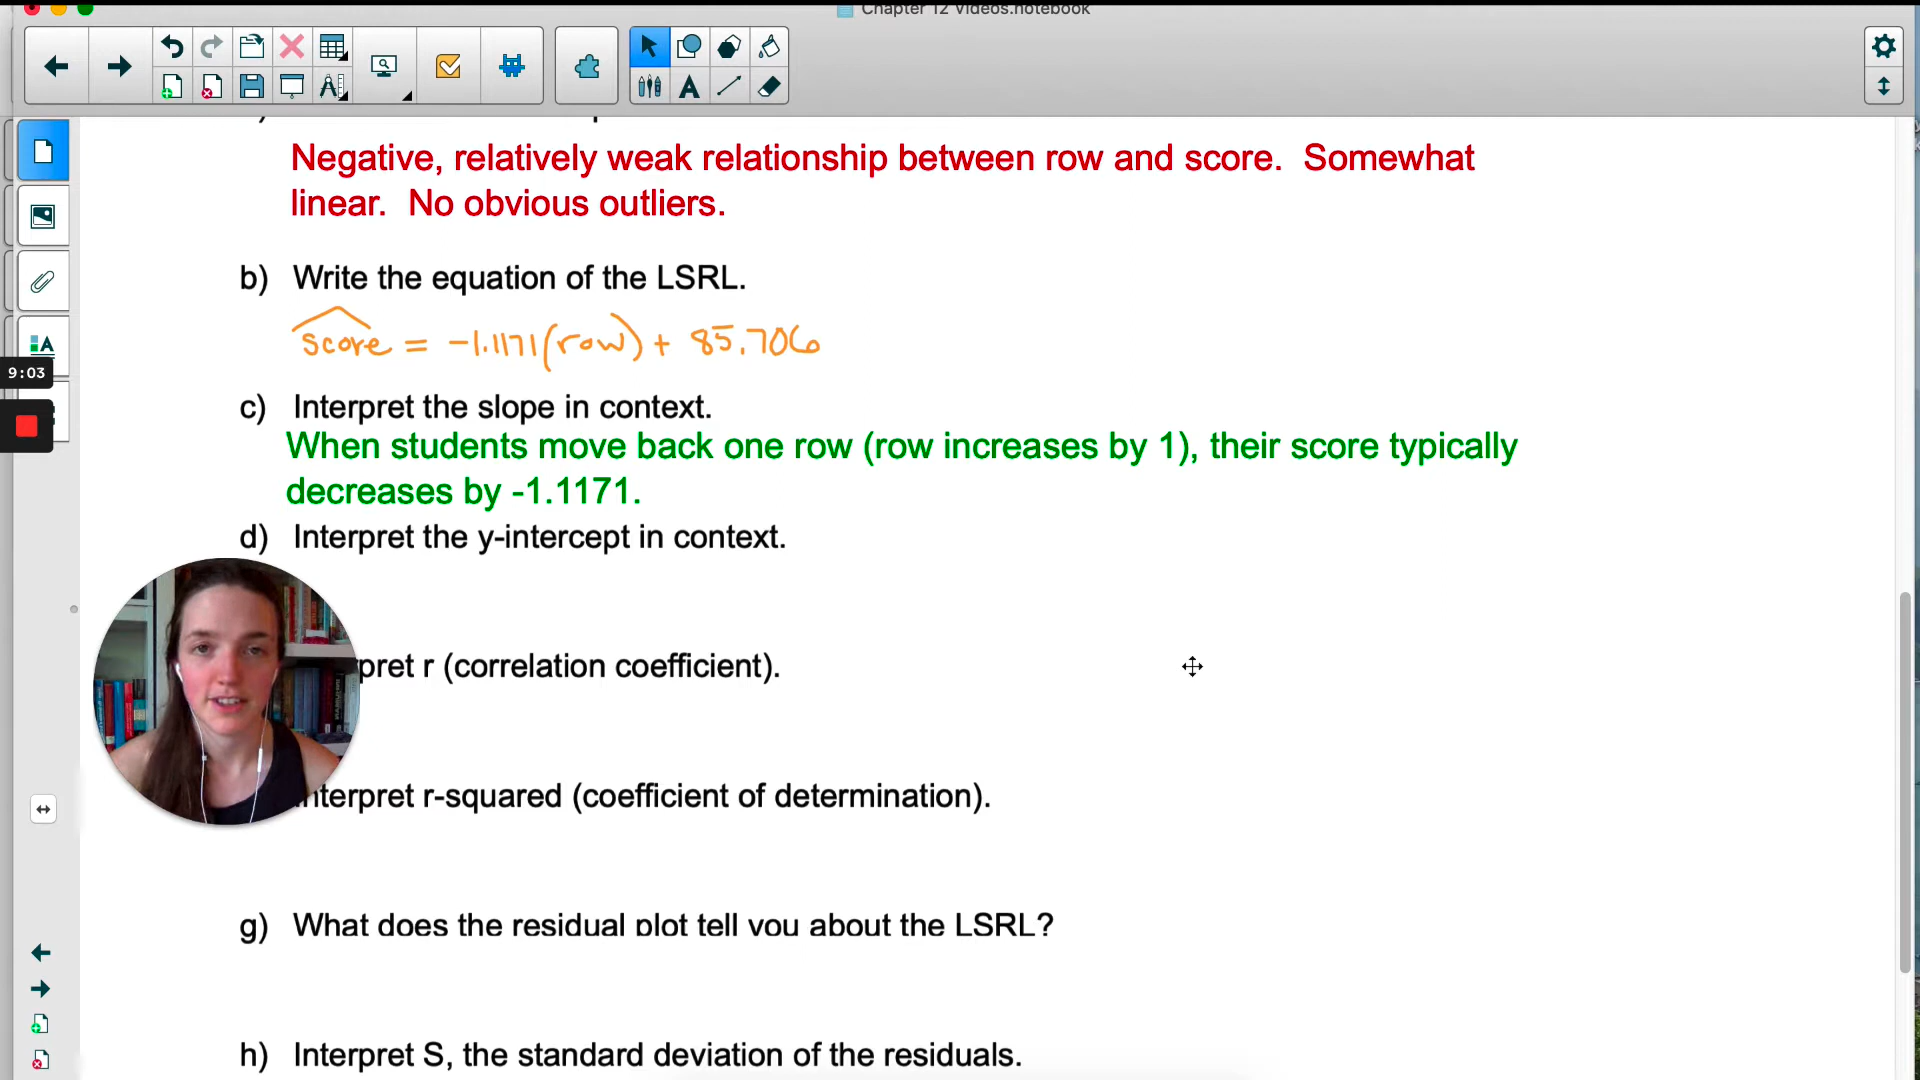 Chapter 12 Videos.notebook
Negative, relatively weak relationship between row and score. Somewhat
linear. No obvious outliers.
b) Write the equation of the LSRL.
score = -1.1171(row) + 85.706
c) Interpret the slope in context.
When students move back one row (row increases by 1), their score typically
decreases by -1.1171.
9:03
d) Interpret the y-intercept in context.
pret r (correlation coefficient).
nterpret r-squared (coefficient of determination).
g) What does the residual plot tell you about the LSRL?
h) Interpret S, the standard deviation of the residuals.